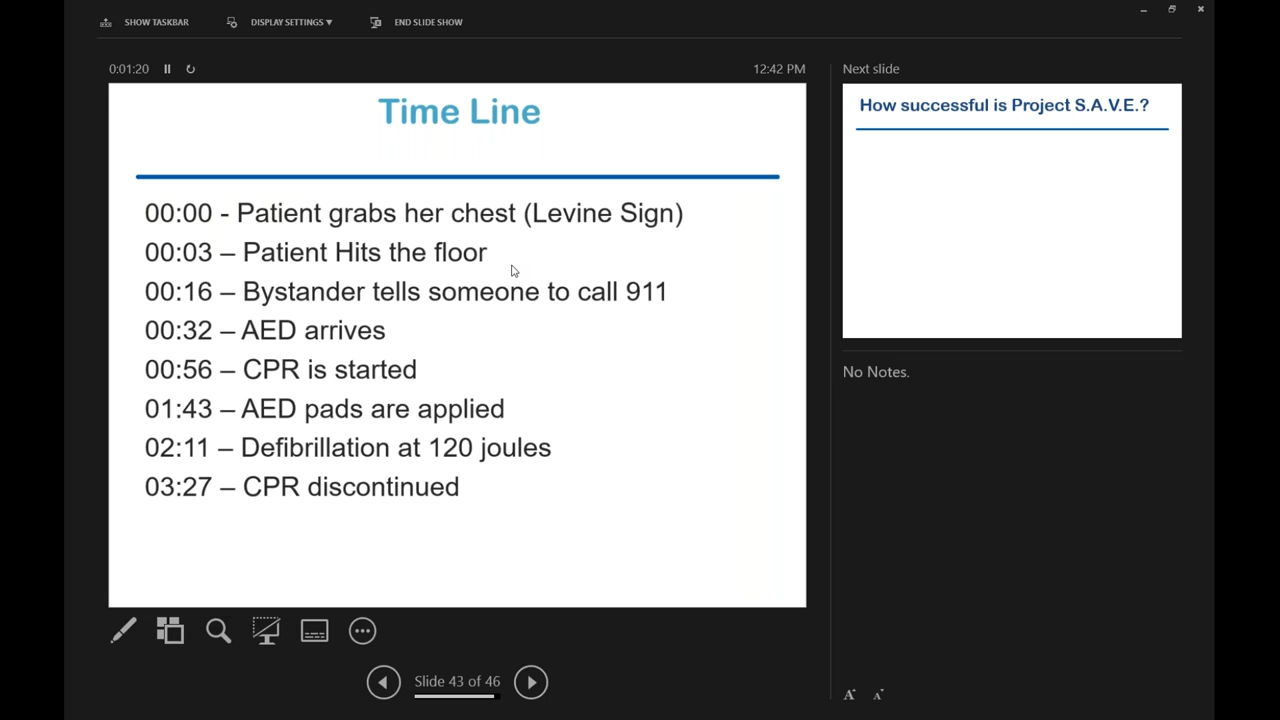 SHOW TASKBAR DISPLAY SETTINGS ▼ END SLIDE SHOW
0:01:20 12:42 PM
Next slide
Time Line
00:00 - Patient grabs her chest (Levine Sign)
00:03 – Patient Hits the floor
00:16 – Bystander tells someone to call 911
00:32 – AED arrives
00:56 – CPR is started
01:43 – AED pads are applied
02:11 – Defibrillation at 120 joules
03:27 – CPR discontinued
How successful is Project S.A.V.E.?
No Notes.
Slide 43 of 46
A A